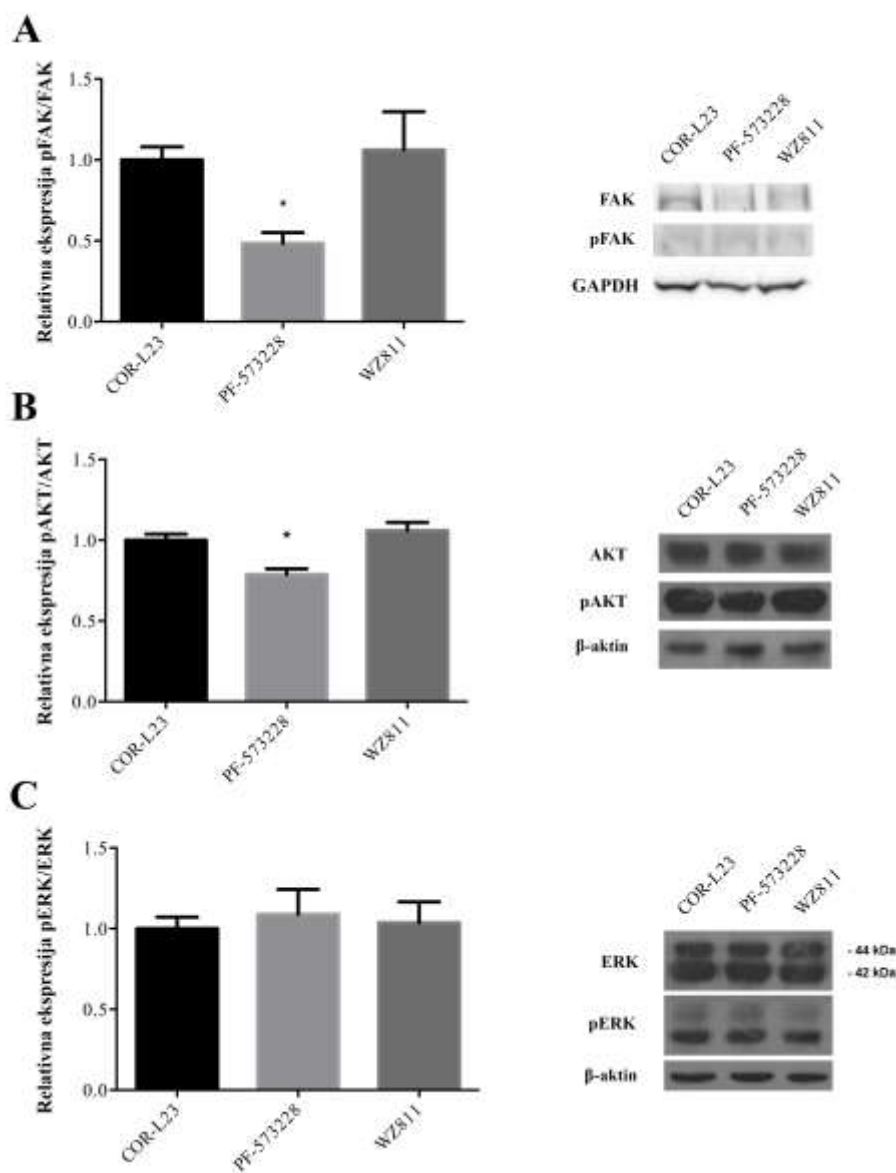 A
Relativna ekspresija pFAK/FAK
1.5
1.0
0.5
0.0
COR-L23
PF-573228
WZ811
*
COR-L23
PF-573228
WZ811
FAK
pFAK
GAPDH
B
Relativna ekspresija pAKT/AKT
1.5
1.0
0.5
0.0
COR-L23
PF-573228
WZ811
*
COR-L23
PF-573228
WZ811
AKT
pAKT
β-aktin
C
Relativna ekspresija pERK/ERK
1.5
1.0
0.5
0.0
COR-L23
PF-573228
WZ811
COR-L23
PF-573228
WZ811
ERK
- 44 kDa
- 42 kDa
pERK
β-aktin